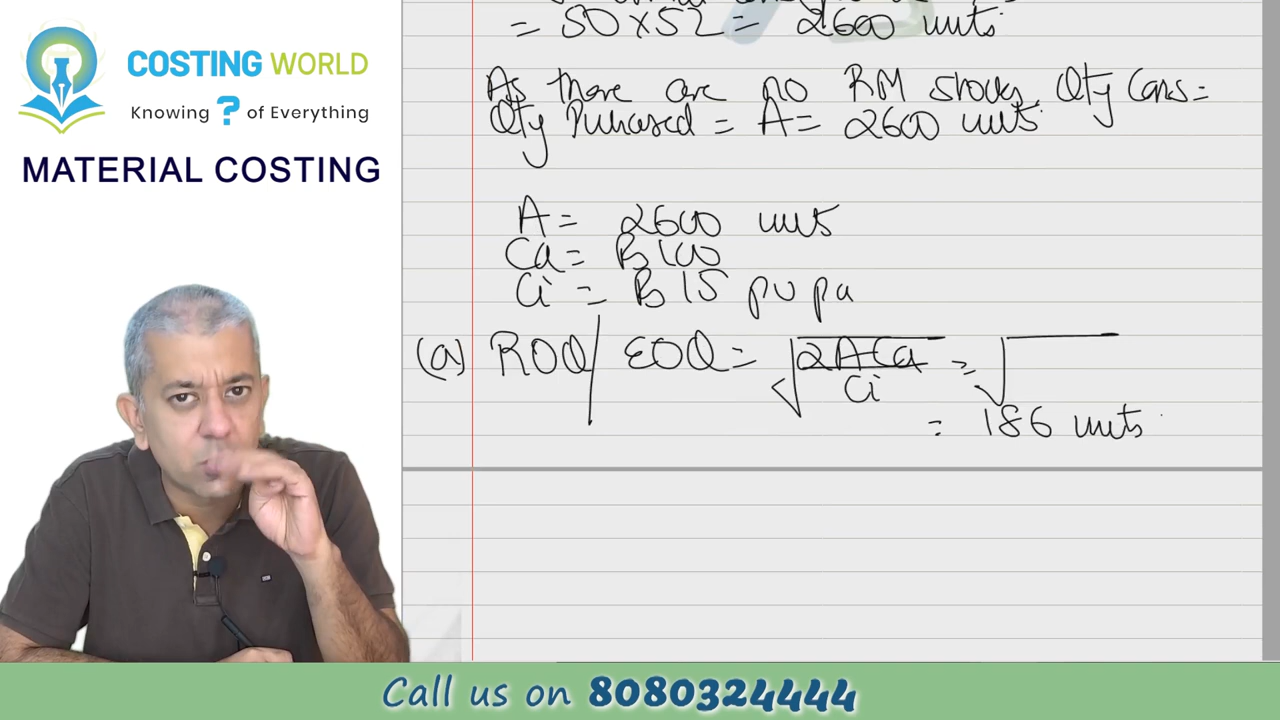 COSTING WORLD
Knowing ? of Everything
MATERIAL COSTING
= 50 x 52 = 2600 units
As there are no RM stocks. Qty Cons =
Qty Purchased = A = 2600 units.
A = 2600 units
Ca = Rs 100
Ci = Rs 15 pu pa
(a) ROQ / EOQ = √2ACa/Ci = √
= 186 units
Call us on 8080324444